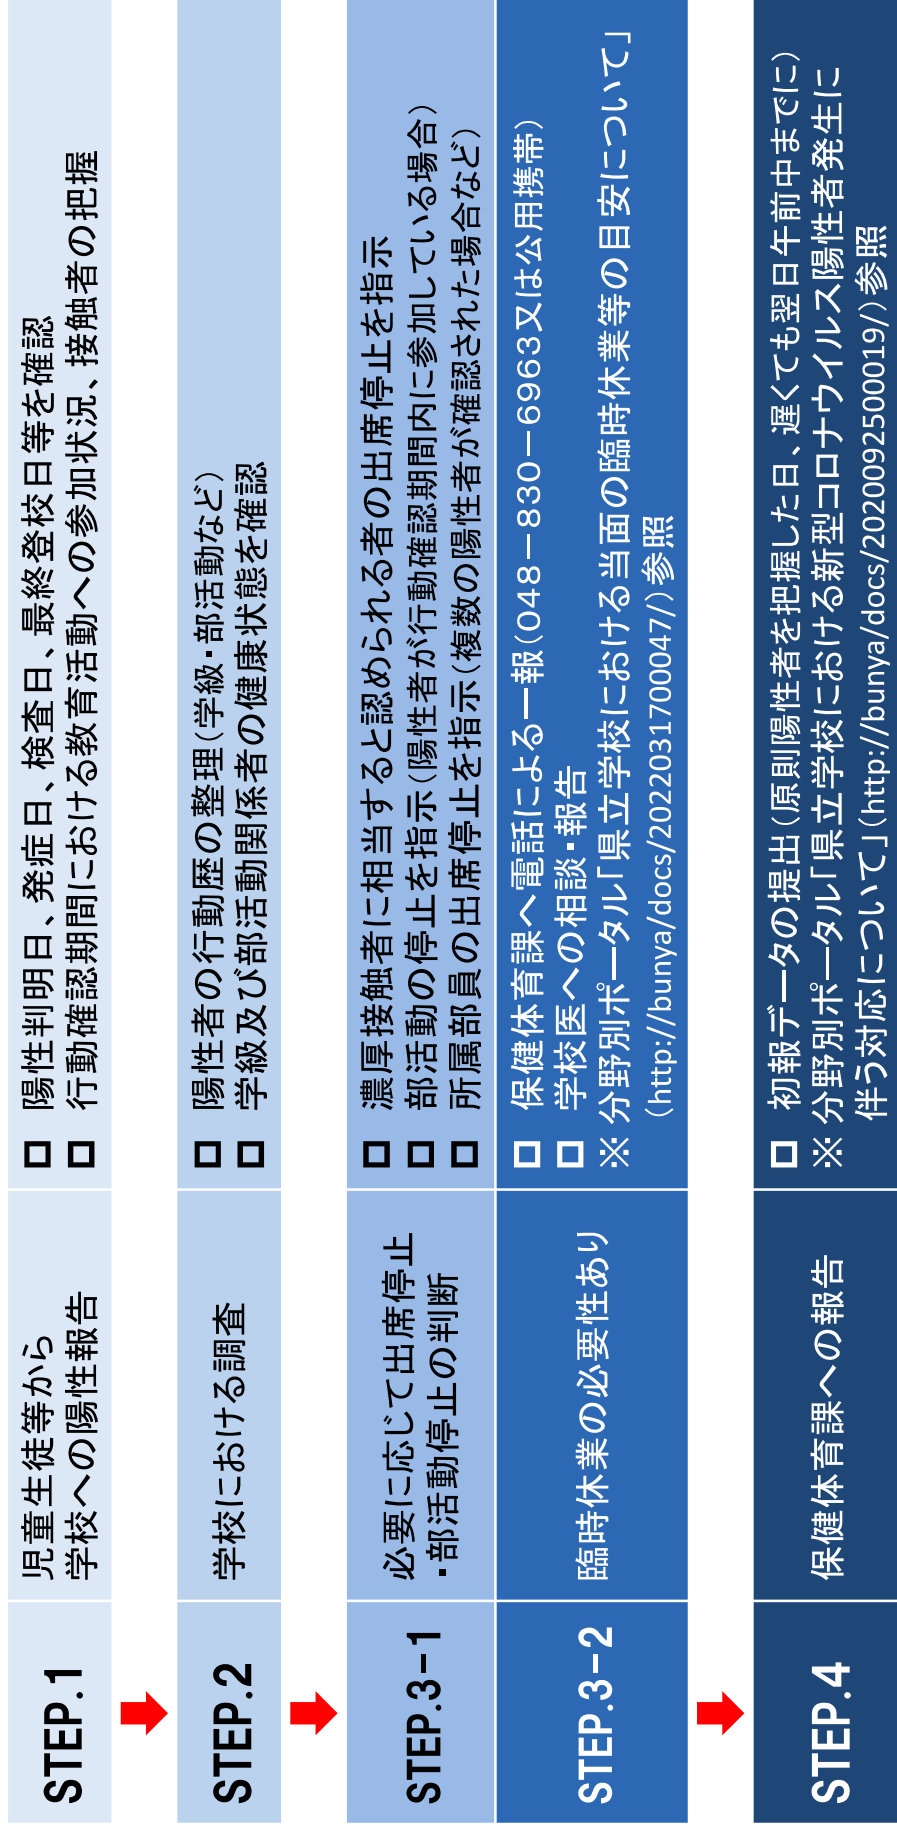 STEP.1
児童生徒等から
学校への陽性報告
□ 陽性判明日、発症日、検査日、最終登校日等を確認
□ 行動確認期間における教育活動への参加状況、接触者の把握
STEP.2
学校における調査
□ 陽性者の行動歴の整理（学級・部活動など）
□ 学級及び部活動関係者の健康状態を確認
STEP.3－1
必要に応じて出席停止
・部活動停止の判断
□ 濃厚接触者に相当すると認められる者の出席停止を指示
□ 部活動の停止を指示（陽性者が行動確認期間内に参加している場合）
□ 所属部員の出席停止を指示（複数の陽性者が確認された場合など）
STEP.3－2
臨時休業の必要性あり
□ 保健体育課へ電話による一報（０４８－８３０－６９６３又は公用携帯）
□ 学校医への相談・報告
※ 分野別ポータル「県立学校における当面の臨時休業等の目安について」
（http://bunya/docs/2022031700047/）参照
STEP.4
保健体育課への報告
□ 初報データの提出（原則陽性者を把握した日、遅くても翌日午前中までに）
※ 分野別ポータル「県立学校における新型コロナウイルス陽性者発生に
伴う対応について」（http://bunya/docs/2020092500019/）参照